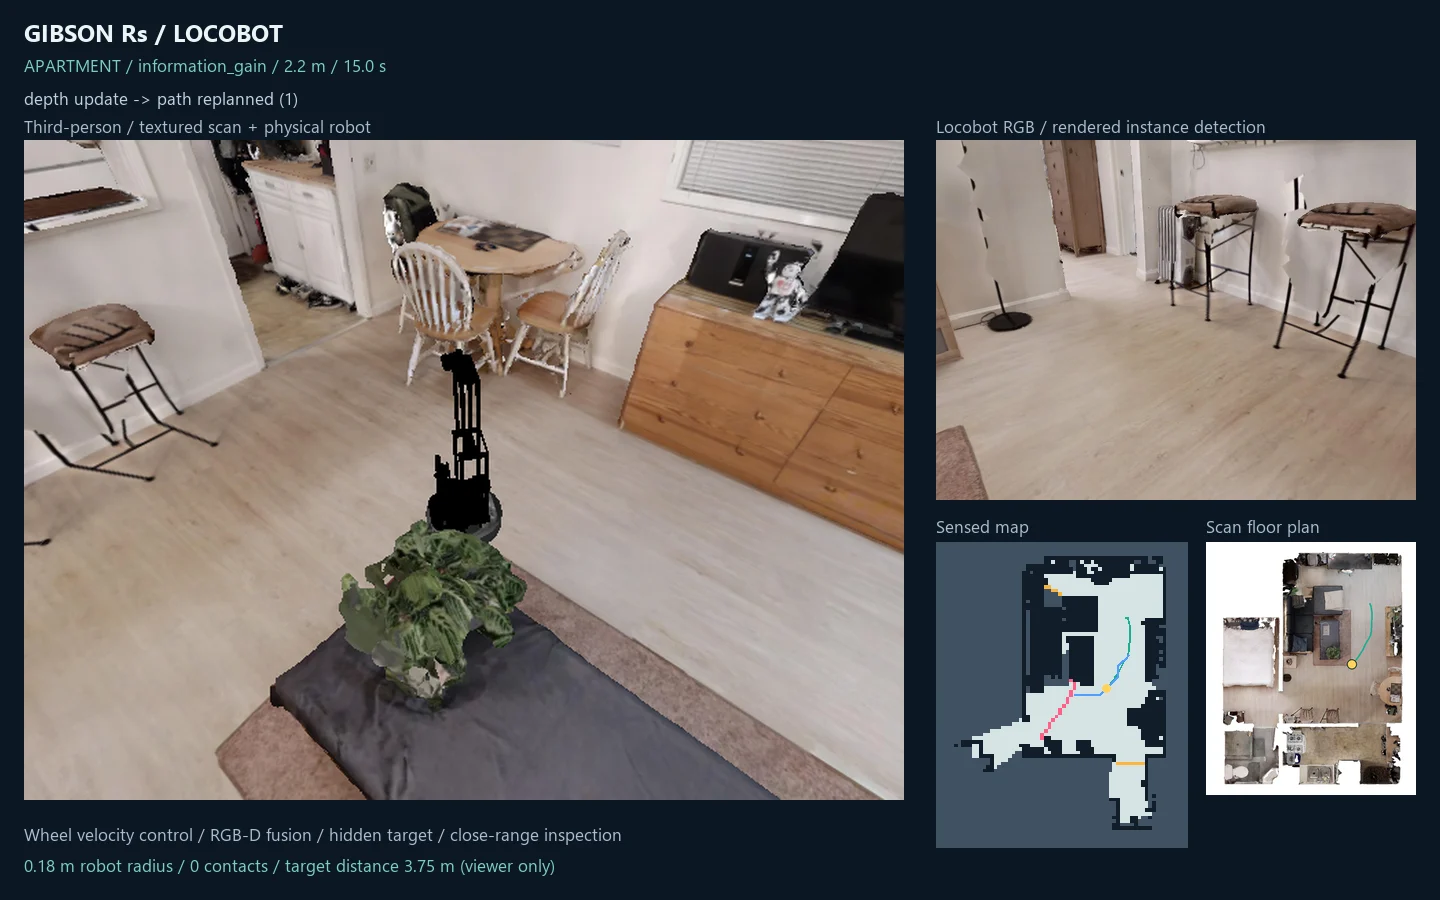 GIBSON Rs / LOCOBOT
APARTMENT / information_gain / 2.2 m / 15.0 s
depth update -> path replanned (1)
Third-person / textured scan + physical robot
Locobot RGB / rendered instance detection
Sensed map
Scan floor plan
Wheel velocity control / RGB-D fusion / hidden target / close-range inspection
0.18 m robot radius / 0 contacts / target distance 3.75 m (viewer only)